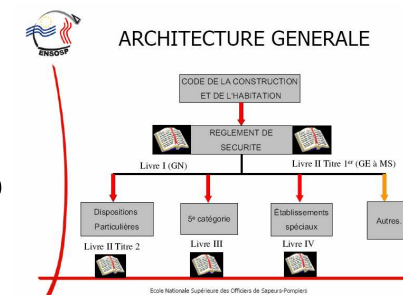 ENSOSP
ARCHITECTURE GENERALE
CODE DE LA CONSTRUCTION
ET DE L'HABITATION
REGLEMENT DE
SECURITE
Livre I (GN)
Livre II Titre 1er (GE à MS)
Dispositions
Particulières
5e catégorie
Établissements
spéciaux
Autres.
Livre II Titre 2
Livre III
Livre IV
Ecole Nationale Supérieure des Officiers de Sapeurs-Pompiers